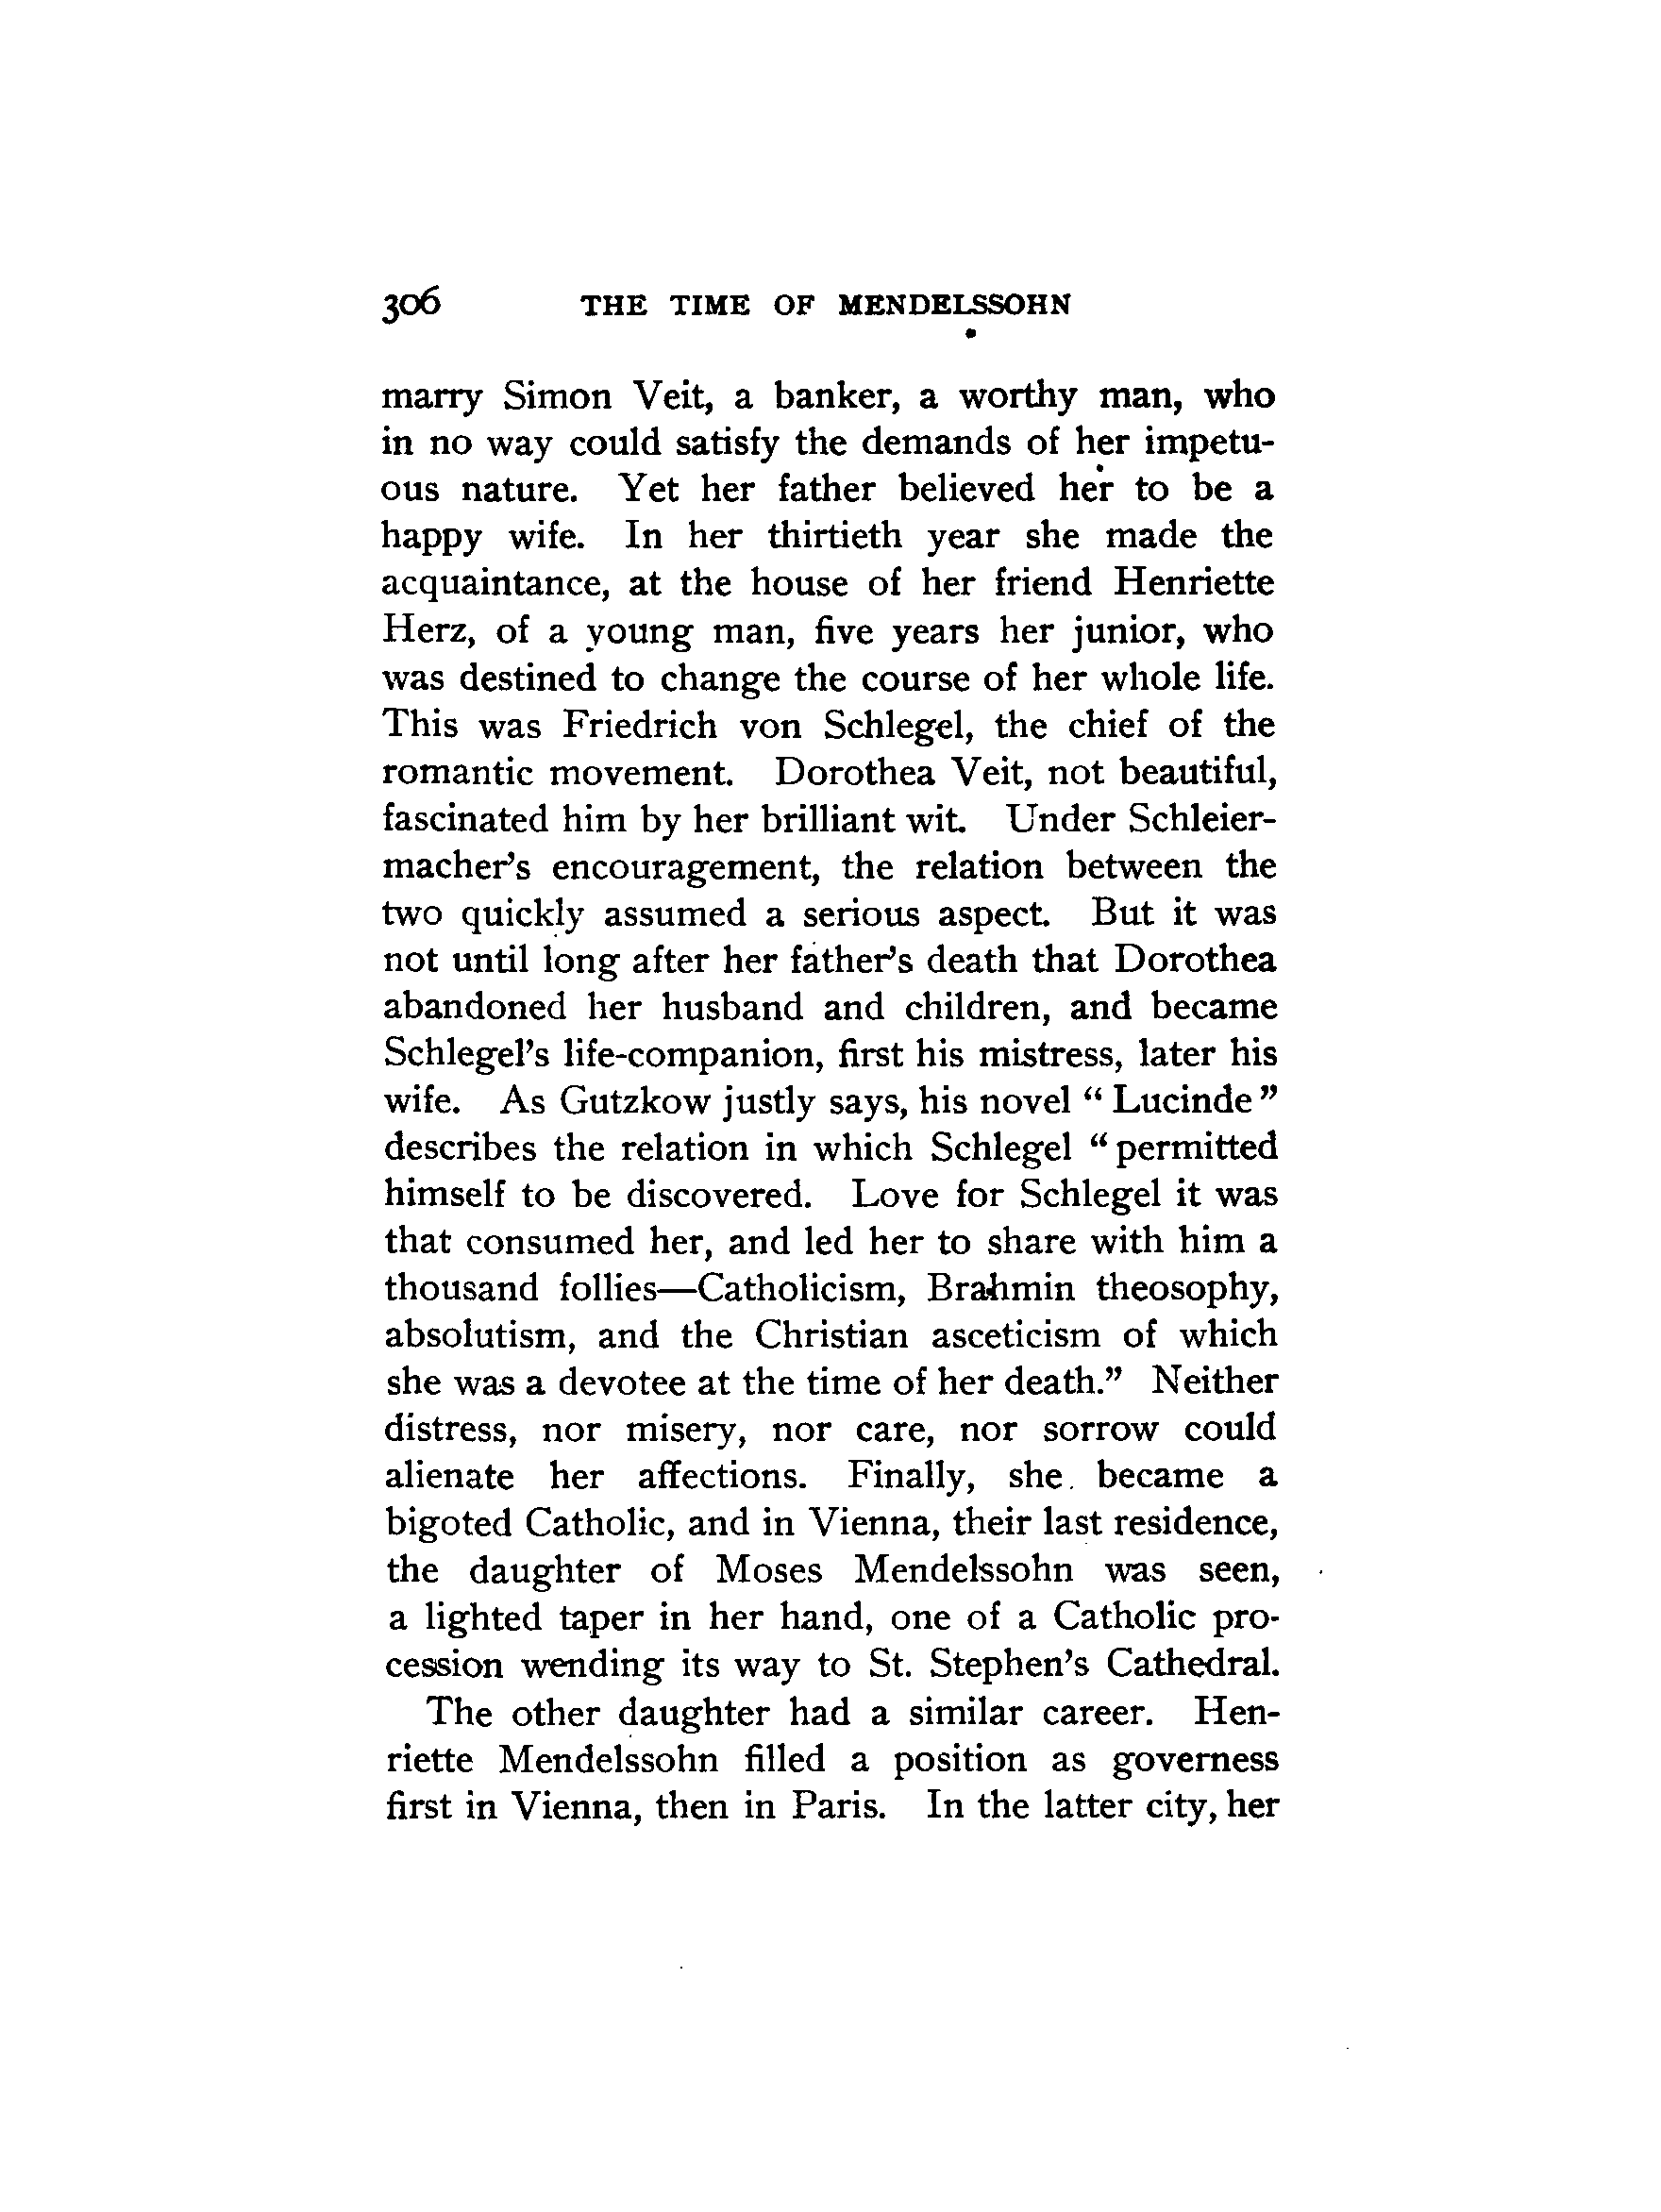 306 THE TIME OF MENDELSSOHN
marry Simon Veit, a banker, a worthy man, who
in no way could satisfy the demands of her impetu-
ous nature. Yet her father believed her to be a
happy wife. In her thirtieth year she made the
acquaintance, at the house of her friend Henriette
Herz, of a young man, five years her junior, who
was destined to change the course of her whole life.
This was Friedrich von Schlegel, the chief of the
romantic movement. Dorothea Veit, not beautiful,
fascinated him by her brilliant wit. Under Schleier-
macher's encouragement, the relation between the
two quickly assumed a serious aspect. But it was
not until long after her father's death that Dorothea
abandoned her husband and children, and became
Schlegel's life-companion, first his mistress, later his
wife. As Gutzkow justly says, his novel “ Lucinde ”
describes the relation in which Schlegel “ permitted
himself to be discovered. Love for Schlegel it was
that consumed her, and led her to share with him a
thousand follies—Catholicism, Brahmin theosophy,
absolutism, and the Christian asceticism of which
she was a devotee at the time of her death.” Neither
distress, nor misery, nor care, nor sorrow could
alienate her affections. Finally, she became a
bigoted Catholic, and in Vienna, their last residence,
the daughter of Moses Mendelssohn was seen,
a lighted taper in her hand, one of a Catholic pro-
cession wending its way to St. Stephen's Cathedral.
The other daughter had a similar career. Hen-
riette Mendelssohn filled a position as governess
first in Vienna, then in Paris. In the latter city, her